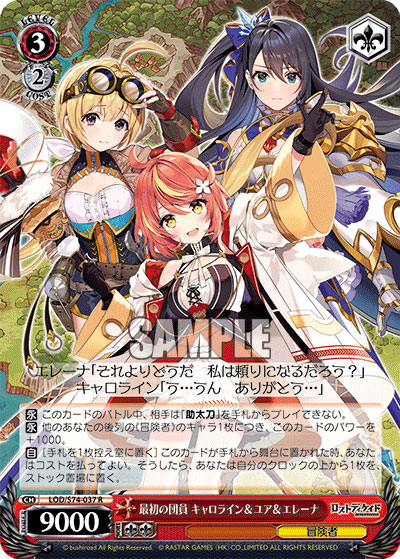 LEVEL
3
2
COST
SAMPLE
エレーナ「それよりどうだ 私は頼りになるだろう?」
キャロライン「う…うん ありがとう…」
永 このカードのバトル中、相手は『助太刀』を手札からプレイできない。
永 他のあなたの後列の《冒険者》のキャラ1枚につき、このカードのパワーを
+1000。
自 [手札を1枚控え室に置く] このカードが手札から舞台に置かれた時、あなた
はコストを払ってよい。そうしたら、あなたは自分のクロックの上から1枚を、
ストック置場に置く。
CH
LOD/S74-037 R
最初の団員 キャロライン&ユア&エレーナ
ロストディケイド
9000
冒険者
©bushiroad All Rights Reserved. © RASTAR GAMES (HK) CO.,LIMITED ALL RIGHTS RESERVED.